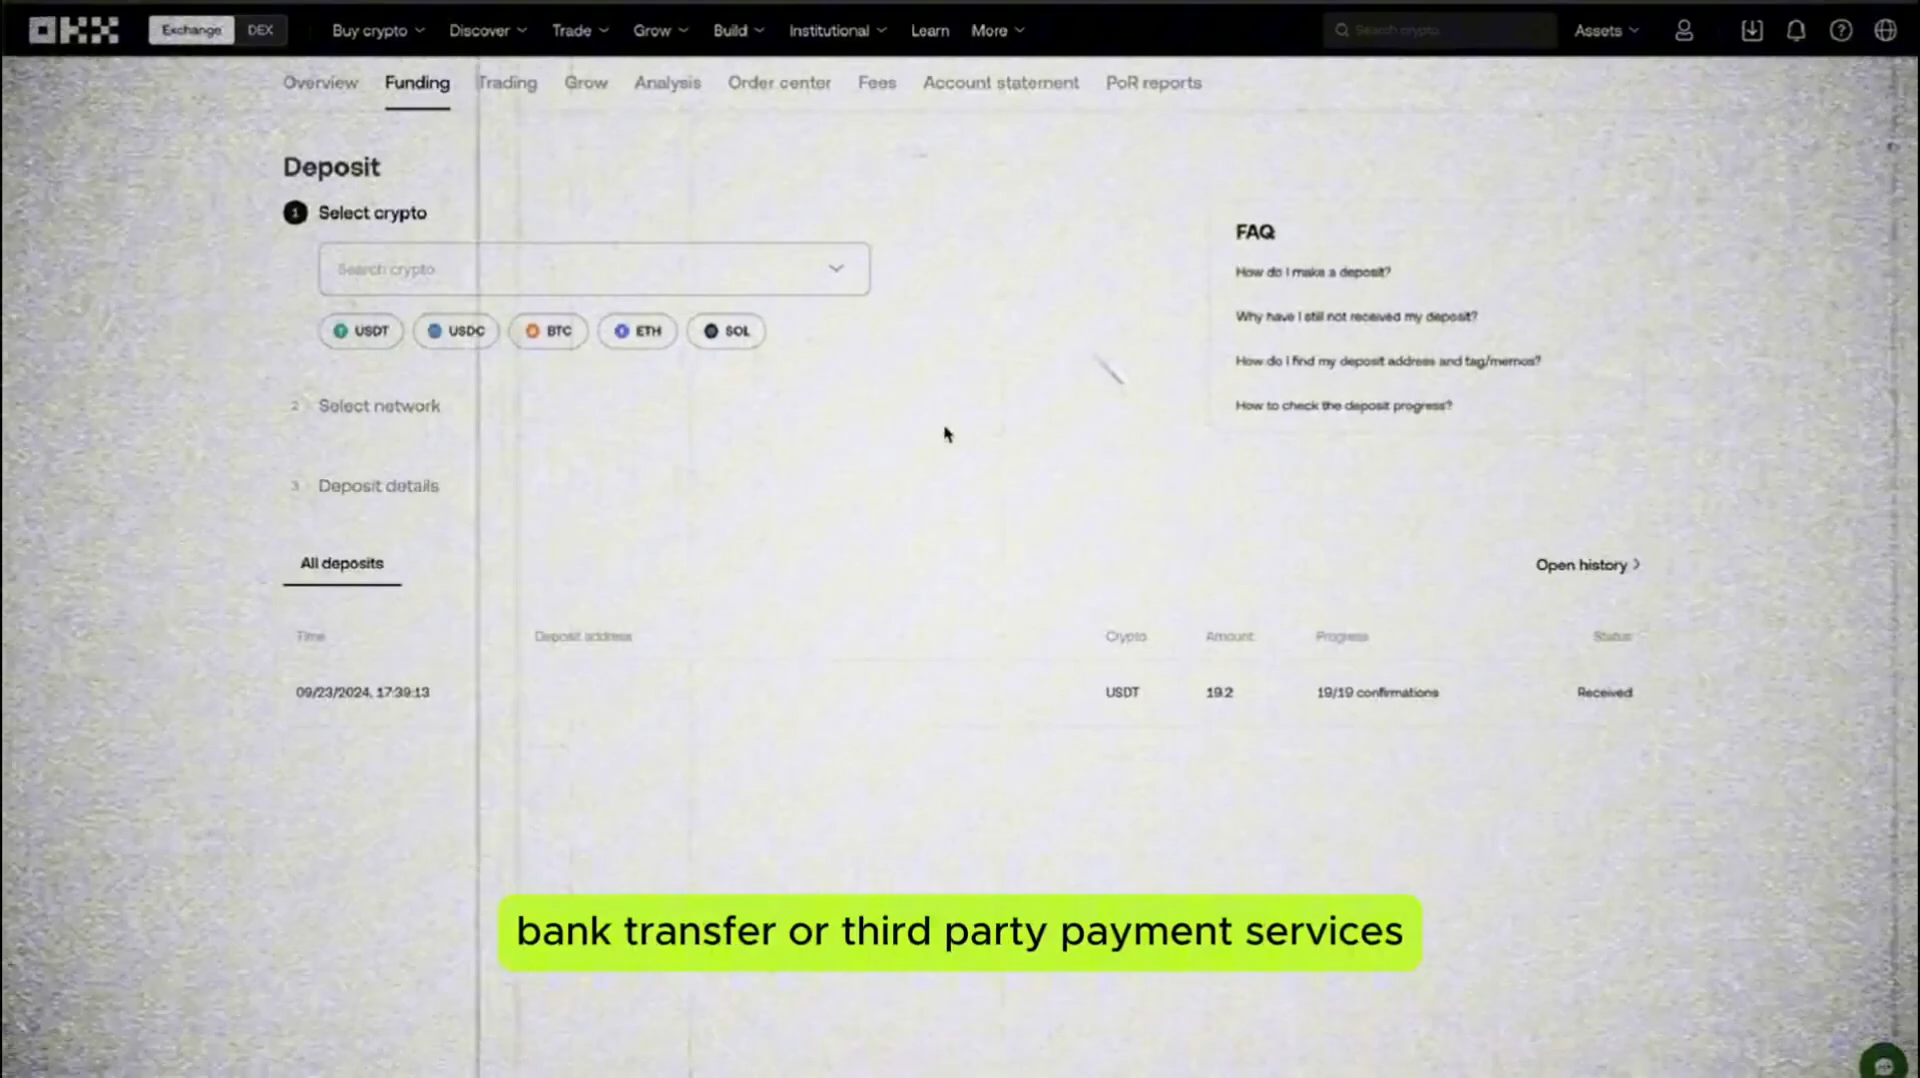 OKX Exchange DEX Buy crypto Discover Trade Grow Build Institutional Learn More Search crypto Assets
Overview Funding Trading Grow Analysis Order center Fees Account statement PoR reports
Deposit
1 Select crypto
Search crypto
USDT USDC BTC ETH SOL
2 Select network
3 Deposit details
FAQ
How do I make a deposit?
Why have I still not received my deposit?
How do I find my deposit address and tag/memos?
How to check the deposit progress?
All deposits
Open history
Time Deposit address Crypto Amount Progress Status
09/23/2024, 17:39:13 USDT 19.2 19/19 confirmations Received
bank transfer or third party payment services